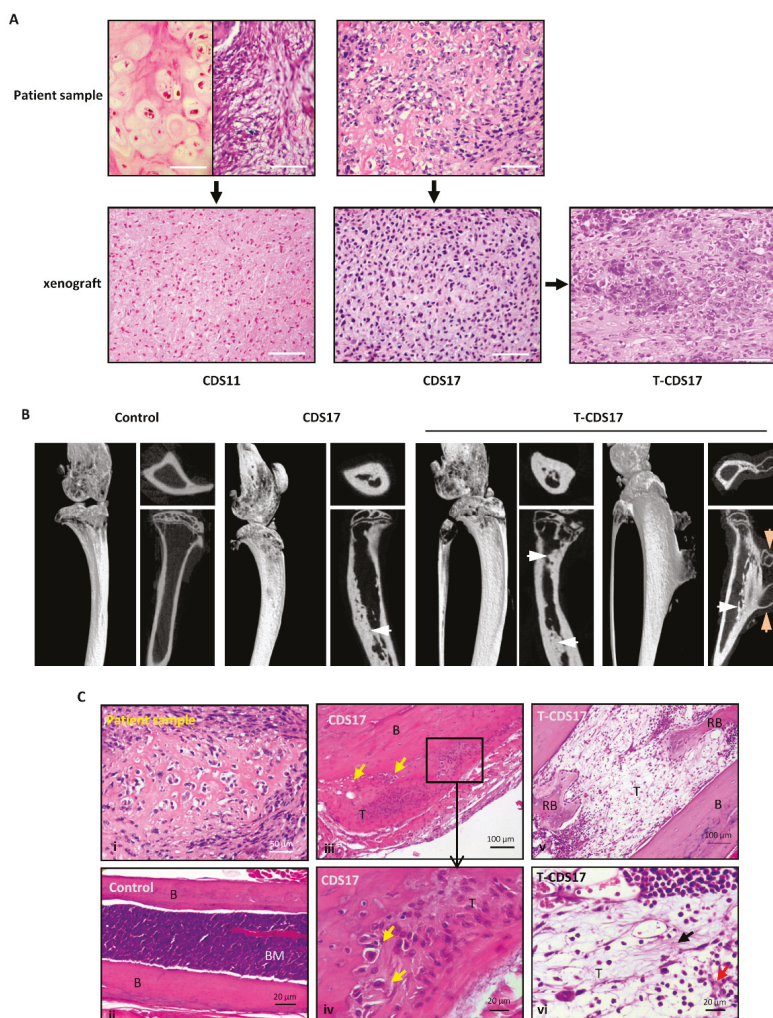 A
Patient sample
xenograft
CDS11
CDS17
T-CDS17
B
Control
CDS17
T-CDS17
C
Patient sample
i
50 µm
CDS17
B
T
iii
100 µm
T-CDS17
RB
T
RB
B
v
100 µm
Control
B
BM
B
ii
20 µm
CDS17
T
iv
20 µm
T-CDS17
T
vi
20 µm